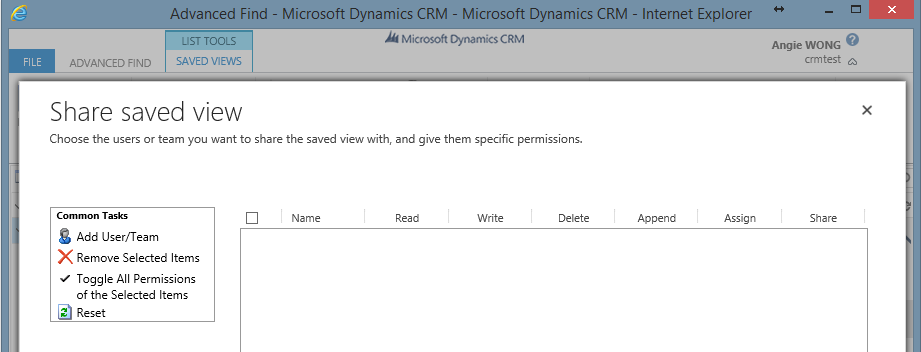 Advanced Find - Microsoft Dynamics CRM - Microsoft Dynamics CRM - Internet Explorer
LIST TOOLS
Microsoft Dynamics CRM
Angie WONG
FILE
ADVANCED FIND
SAVED VIEWS
crmtest
Share saved view
Choose the users or team you want to share the saved view with, and give them specific permissions.
Common Tasks
Add User/Team
Remove Selected Items
Toggle All Permissions
of the Selected Items
Reset
Name Read Write Delete Append Assign Share